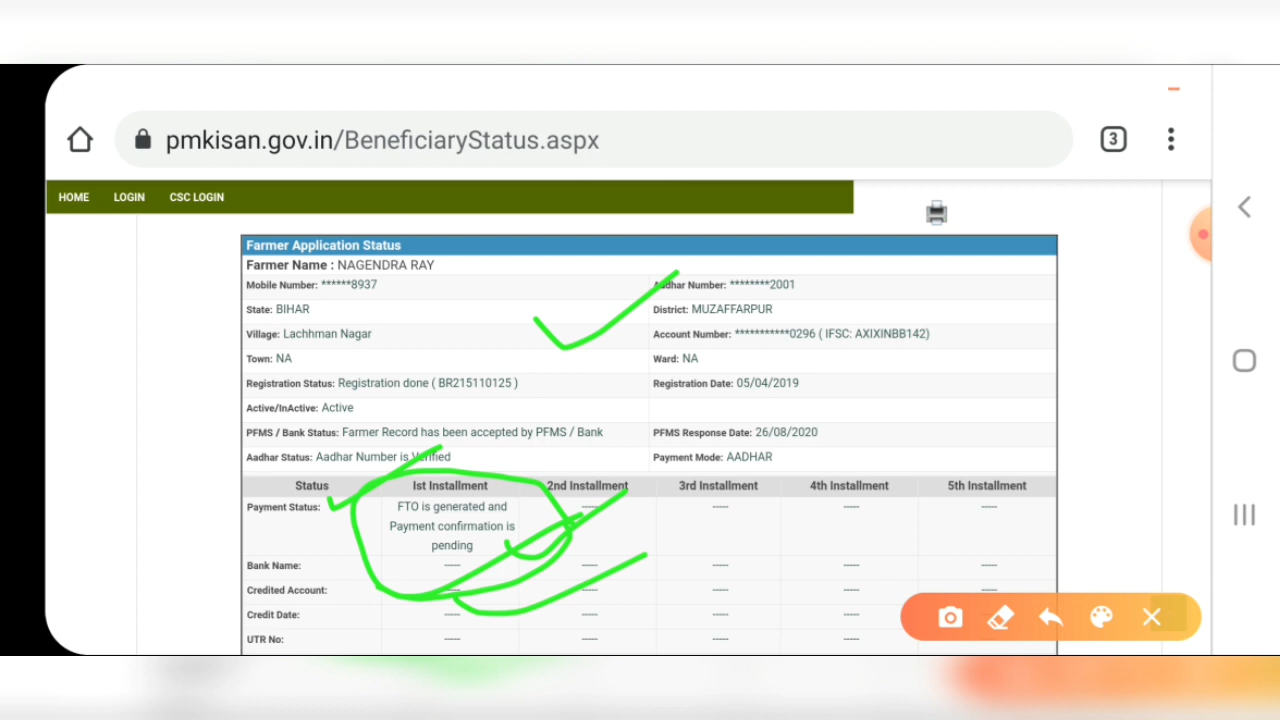 pmkisan.gov.in/BeneficiaryStatus.aspx
3
HOME LOGIN CSC LOGIN
Farmer Application Status
Farmer Name : NAGENDRA RAY
Mobile Number: ******8937 Aadhar Number: ********2001
State: BIHAR District: MUZAFFARPUR
Village: Lachhman Nagar Account Number: ***********0296 ( IFSC: AXIXINBB142)
Town: NA Ward: NA
Registration Status: Registration done ( BR215110125 ) Registration Date: 05/04/2019
Active/InActive: Active
PFMS / Bank Status: Farmer Record has been accepted by PFMS / Bank PFMS Response Date: 26/08/2020
Aadhar Status: Aadhar Number is Verified Payment Mode: AADHAR
Status Ist Installment 2nd Installment 3rd Installment 4th Installment 5th Installment
Payment Status: FTO is generated and ----- ----- ----- -----
Payment confirmation is
pending
Bank Name: ----- ----- ----- ----- -----
Credited Account: ----- ----- ----- ----- -----
Credit Date: ----- ----- ----- -----
UTR No: ----- ----- ----- -----